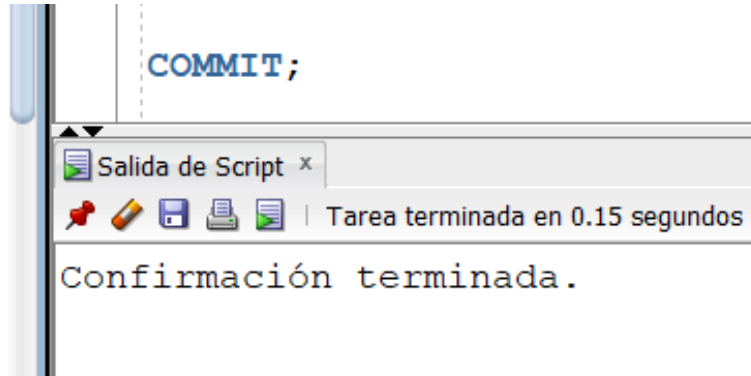 COMMIT;
Salida de Script x
Tarea terminada en 0.15 segundos
Confirmación terminada.